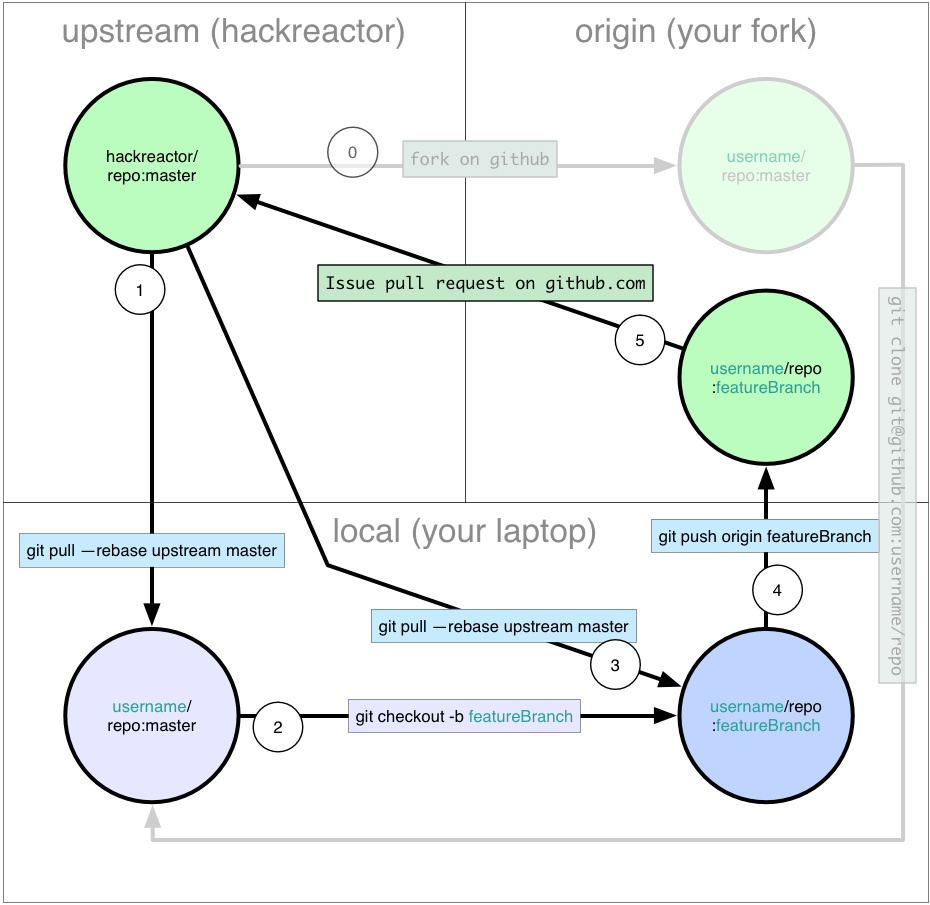 upstream (hackreactor)
origin (your fork)
hackreactor/
repo:master
0
fork on github
username/
repo:master
1
Issue pull request on github.com
5
username/repo
:featureBranch
git clone git@github.com:username/repo
local (your laptop)
git pull —rebase upstream master
git push origin featureBranch
4
git pull —rebase upstream master
3
username/
repo:master
2
git checkout -b featureBranch
username/repo
:featureBranch